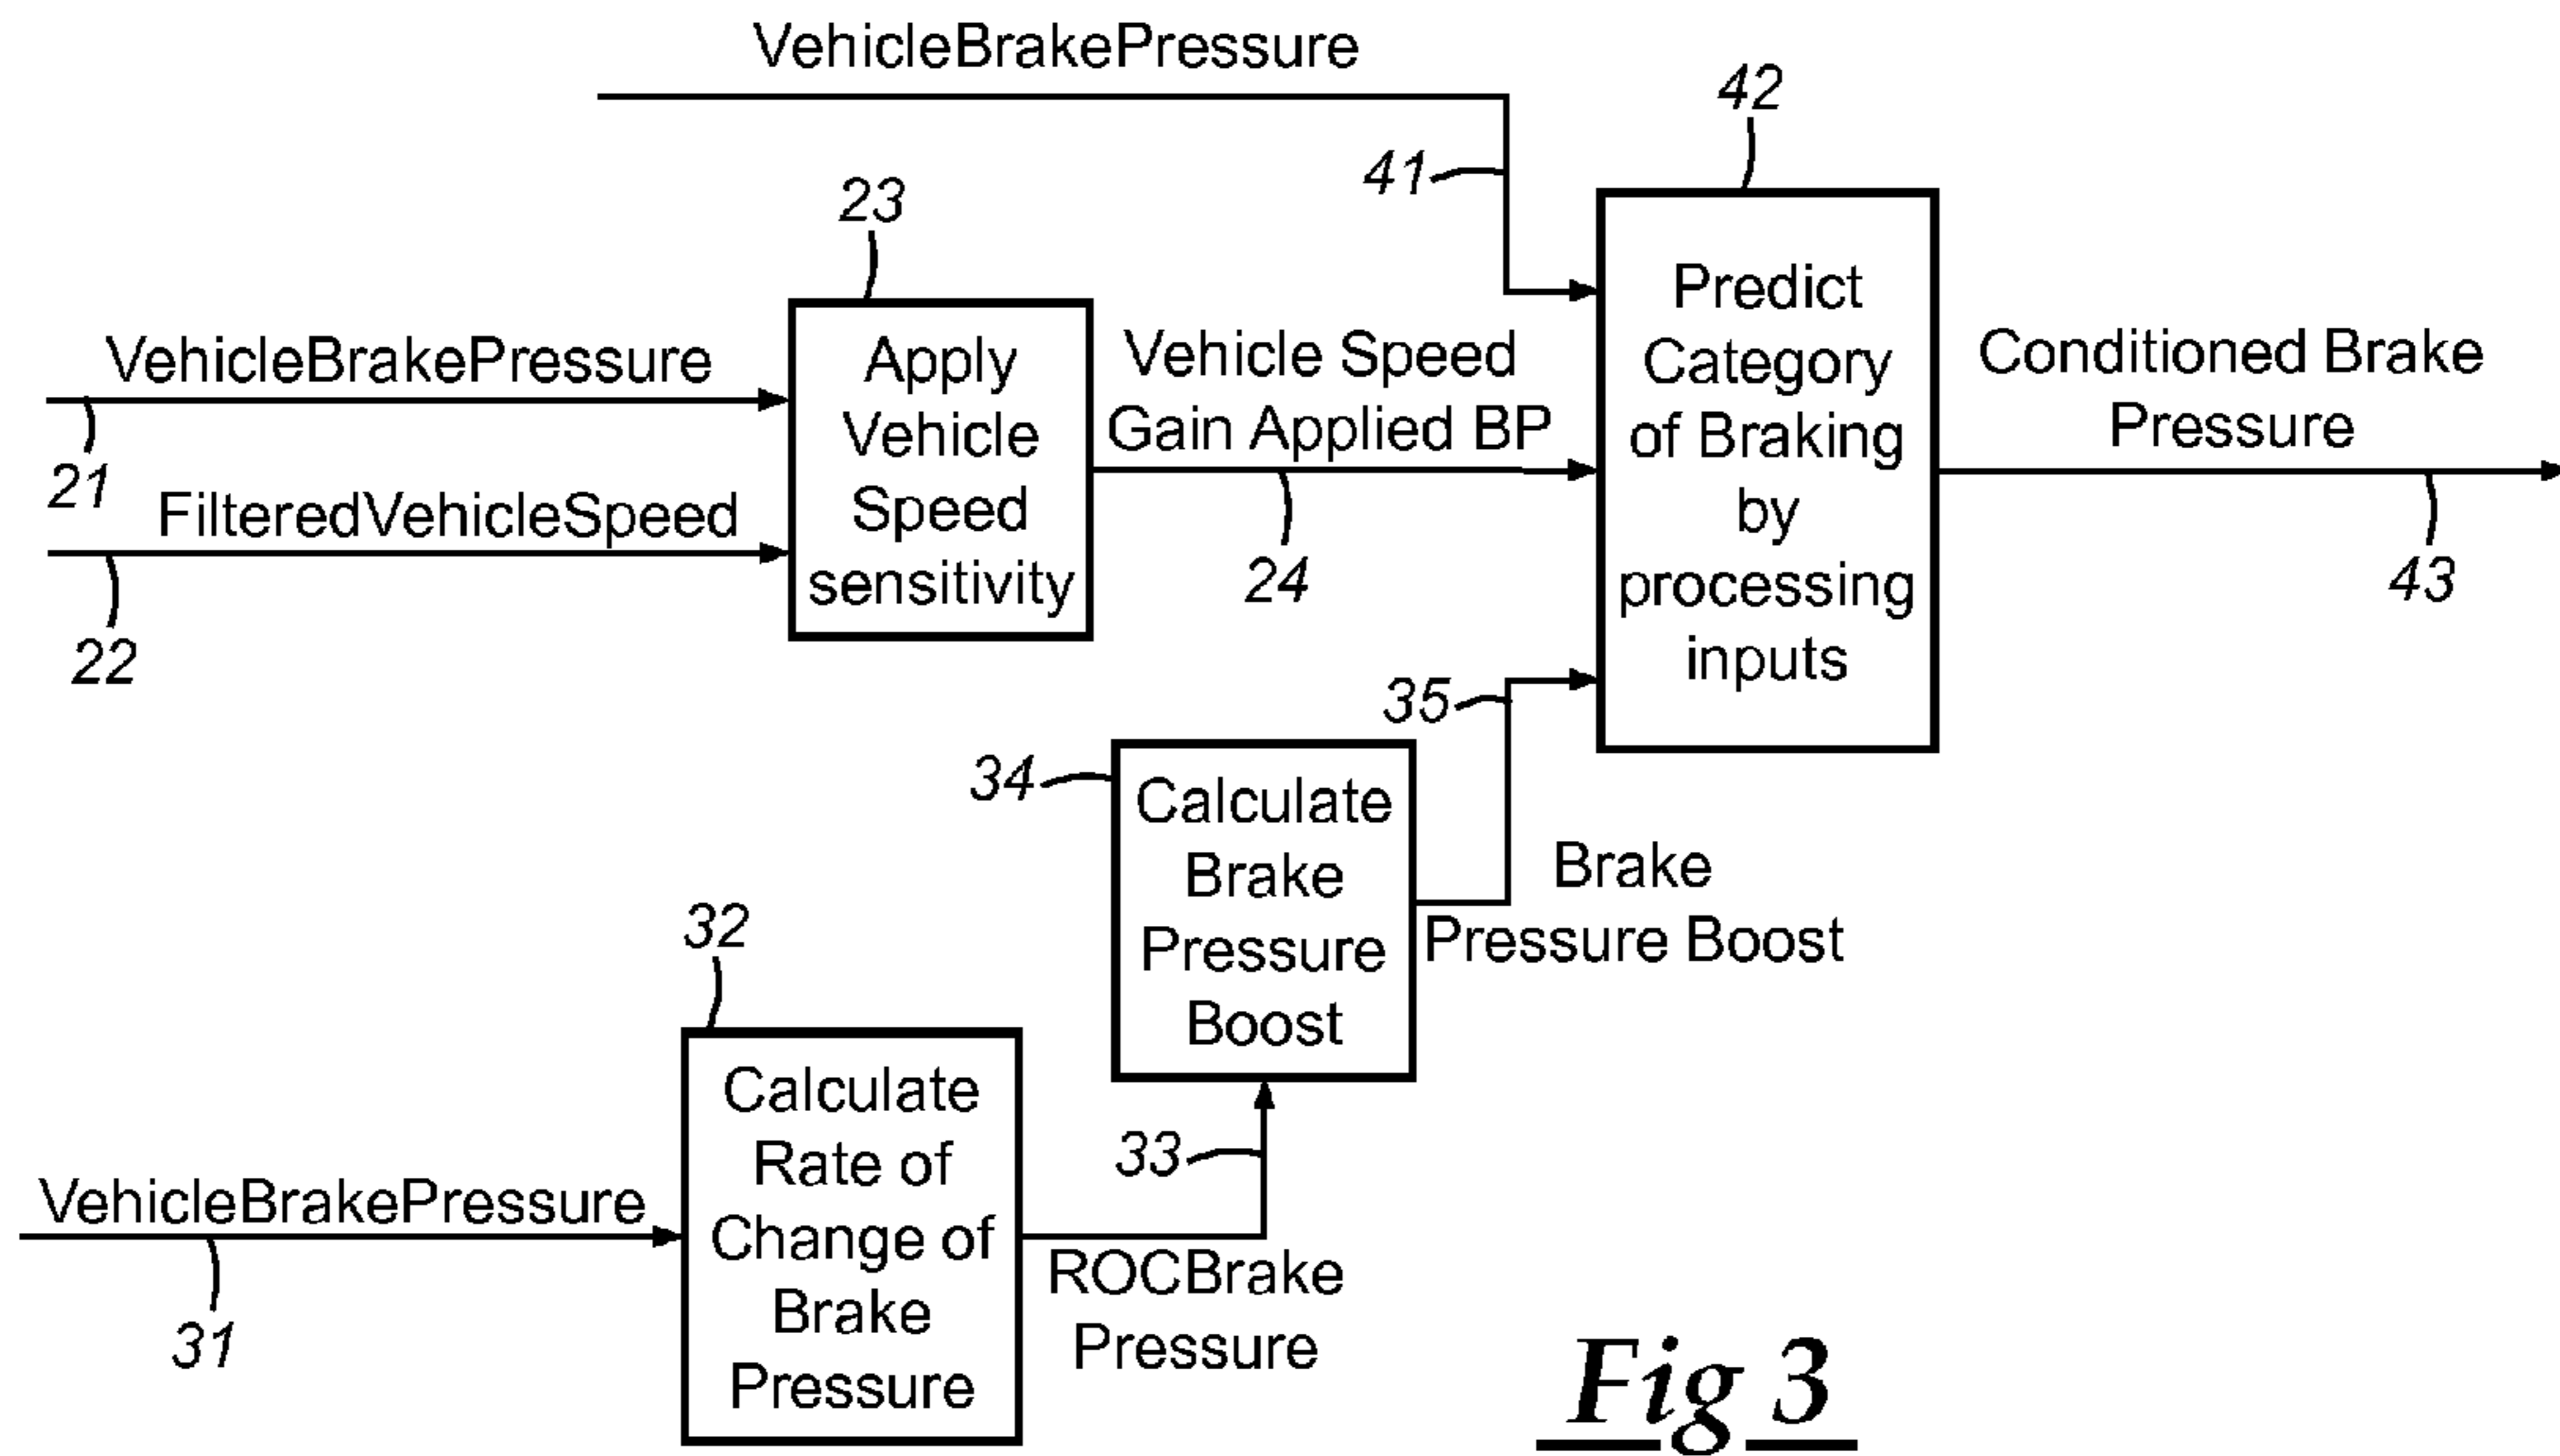 VehicleBrakePressure
42
41
23
VehicleBrakePressure
21
FilteredVehicleSpeed
22
Apply
Vehicle
Speed
sensitivity
Vehicle Speed
Gain Applied BP
24
Predict
Category
of Braking
by
processing
inputs
Conditioned Brake
Pressure
43
35
34
Calculate
Brake
Pressure
Boost
Brake
Pressure Boost
32
33
VehicleBrakePressure
31
Calculate
Rate of
Change of
Brake
Pressure
ROCBrake
Pressure
Fig 3